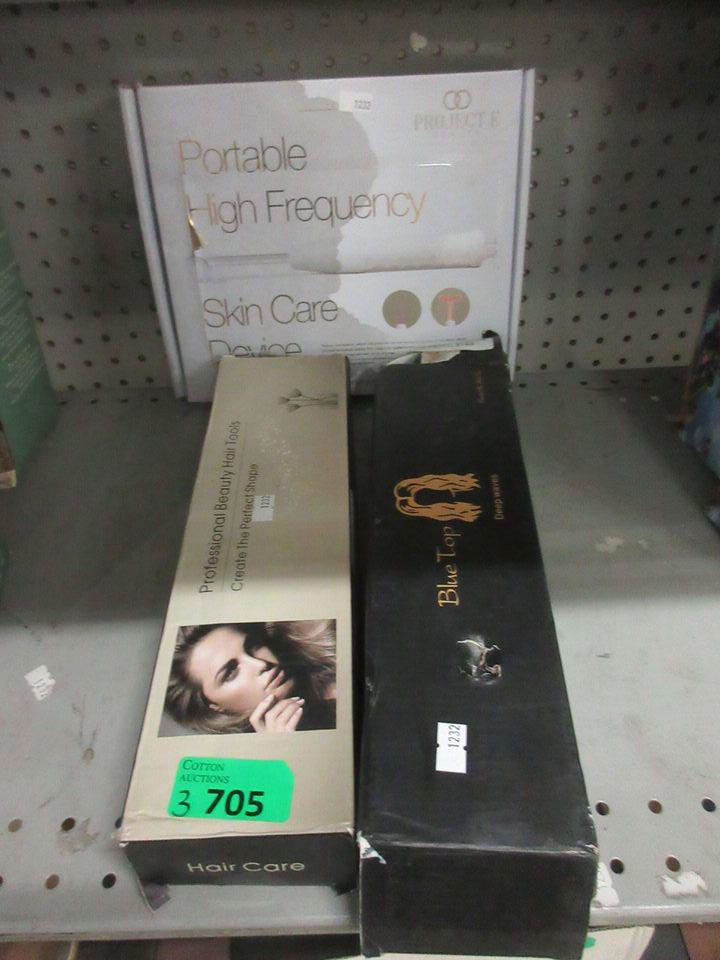 1232
PROJECT E
Portable
High Frequency
Skin Care
Device
Professional Beauty Hair Tools
Create The Perfect Shape
1232
Blue Top
Deep waves
1232
COTTON
AUCTIONS
3 705
Hair Care